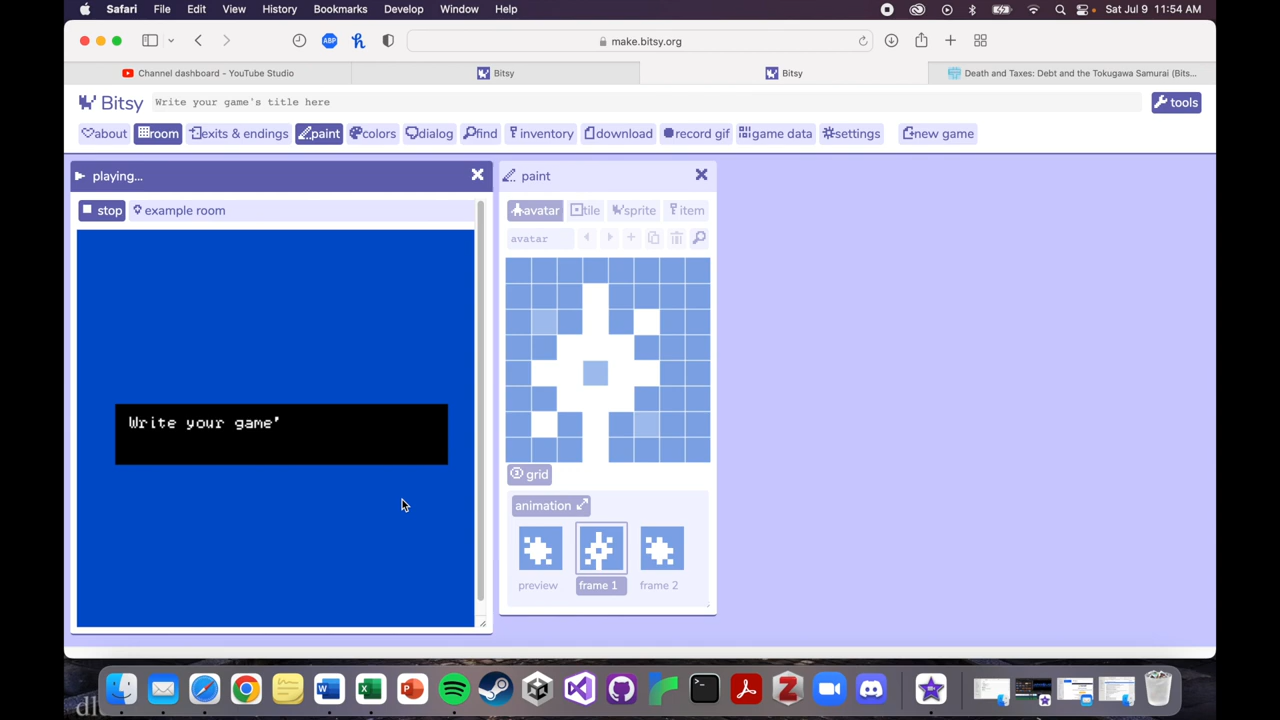 Safari File Edit View History Bookmarks Develop Window Help Sat Jul 9 11:54 AM
ABP make.bitsy.org
Channel dashboard - YouTube Studio Bitsy Bitsy Death and Taxes: Debt and the Tokugawa Samurai (Bits...
Bitsy Write your game's title here tools
about room exits & endings paint colors dialog find inventory download record gif game data settings new game
playing...
stop example room
Write your game'
paint
avatar tile sprite item
avatar
grid
animation
preview frame 1 frame 2